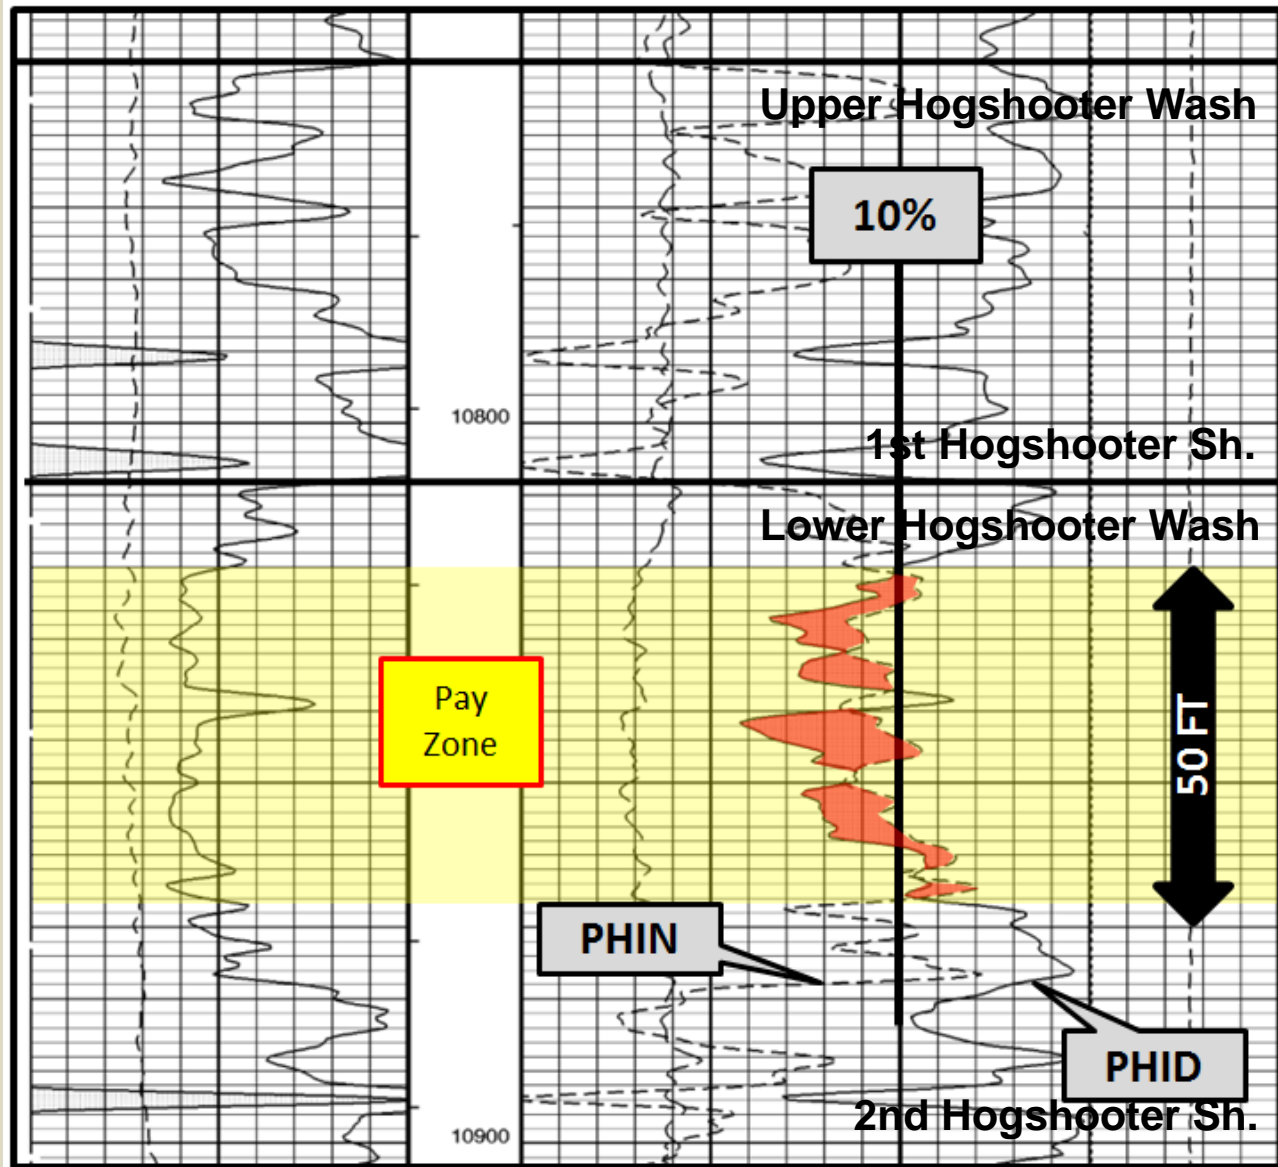 Upper Hogshooter Wash
10%
10800
1st Hogshooter Sh.
Lower Hogshooter Wash
Pay
Zone
50 FT
PHIN
PHID
2nd Hogshooter Sh.
10900